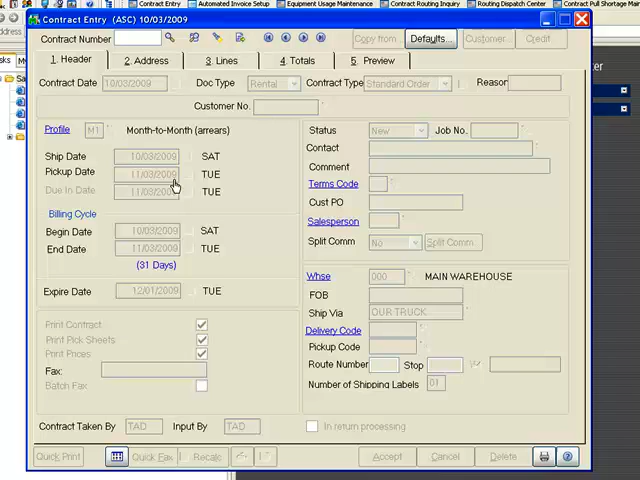 Contract Entry Automated Invoice Setup Equipment Usage Maintenance Contract Routing Inquiry Routing Dispatch Center Contract Pull Shortage Main
Contract Entry (ASC) 10/03/2009
Contract Number Copy from... Defaults... Customer... Credit
1. Header 2. Address 3. Lines 4. Totals 5. Preview
Contract Date 10/03/2009 Doc Type Rental Contract Type Standard Order Reason
Customer No.
Profile M1 Month-to-Month (arrears)
Ship Date 10/03/2009 SAT
Pickup Date 11/03/2009 TUE
Due In Date 11/03/2009 TUE
Billing Cycle
Begin Date 10/03/2009 SAT
End Date 11/03/2009 TUE
(31 Days)
Expire Date 12/01/2009 TUE
Print Contract
Print Pick Sheets
Print Prices
Fax:
Batch Fax
Contract Taken By TAD Input By TAD
Status New Job No.
Contact
Comment
Terms Code
Cust PO
Salesperson
Split Comm No Split Comm...
Whse 000 MAIN WAREHOUSE
FOB
Ship Via OUR TRUCK
Delivery Code
Pickup Code
Route Number Stop
Number of Shipping Labels 01
In return processing
Quick Print Quick Fax Recalc Accept Cancel Delete